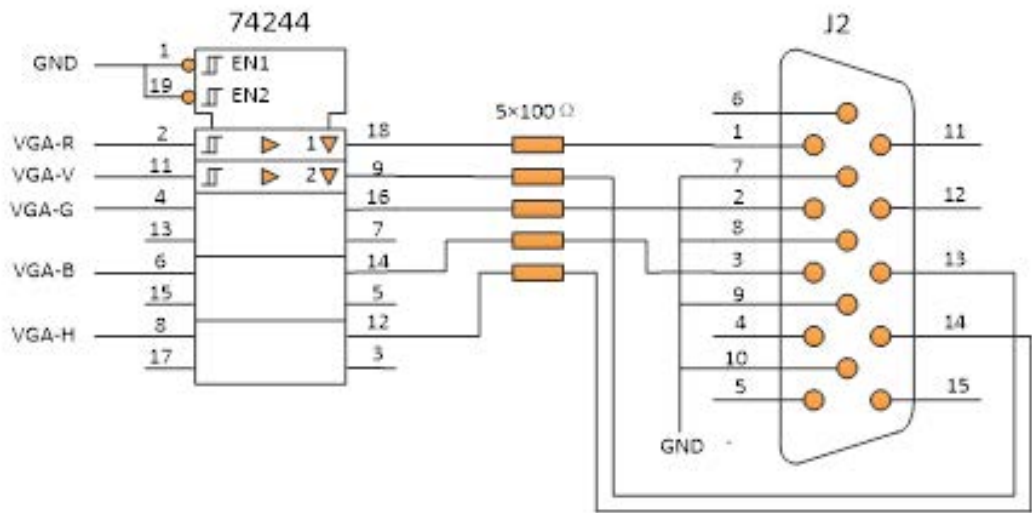 74244 J2
GND 1 EN1
19 EN2
5×100 Ω
6
VGA-R 2 1 18 1 11
VGA-V 11 2 9 7
VGA-G 4 16 2 12
13 7 8
VGA-B 6 14 3 13
15 5 9
VGA-H 8 12 4 14
17 3 10
5 15
GND